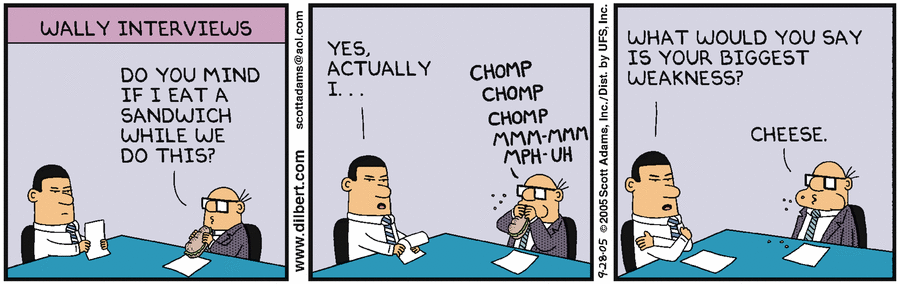 WALLY INTERVIEWS
DO YOU MIND
IF I EAT A
SANDWICH
WHILE WE
DO THIS?
www.dilbert.com scottadams@aol.com
YES,
ACTUALLY
I...
CHOMP
CHOMP
CHOMP
MMM-MMM
MPH-UH
9-28-05 ©2005 Scott Adams, Inc./Dist. by UFS, Inc.
WHAT WOULD YOU SAY
IS YOUR BIGGEST
WEAKNESS?
CHEESE.